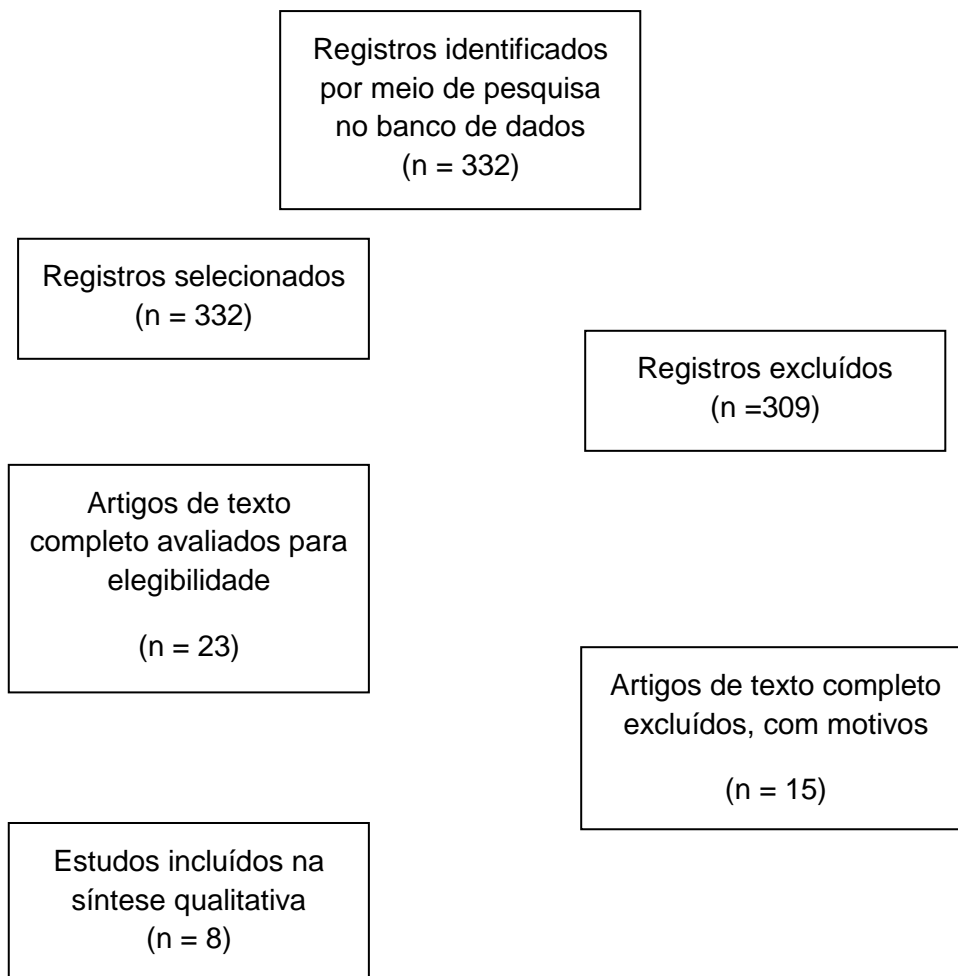 Registros identificados
por meio de pesquisa
no banco de dados
(n = 332)
Registros selecionados
(n = 332)
Registros excluídos
(n =309)
Artigos de texto
completo avaliados para
elegibilidade
(n = 23)
Artigos de texto completo
excluídos, com motivos
(n = 15)
Estudos incluídos na
síntese qualitativa
(n = 8)